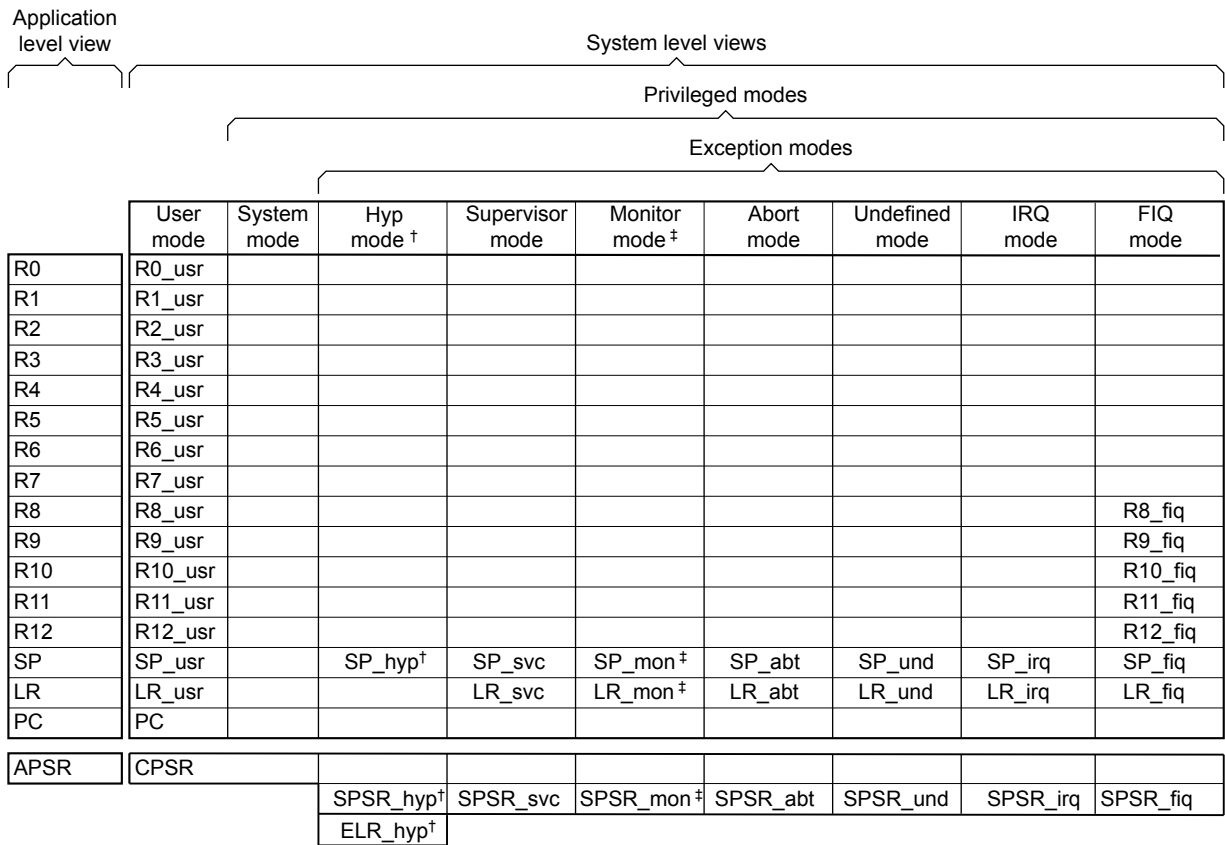 Application
level view
System level views
Privileged modes
Exception modes
User mode System mode Hyp mode † Supervisor mode Monitor mode ‡ Abort mode Undefined mode IRQ mode FIQ mode
R0 R0_usr
R1 R1_usr
R2 R2_usr
R3 R3_usr
R4 R4_usr
R5 R5_usr
R6 R6_usr
R7 R7_usr
R8 R8_usr R8_fiq
R9 R9_usr R9_fiq
R10 R10_usr R10_fiq
R11 R11_usr R11_fiq
R12 R12_usr R12_fiq
SP SP_usr SP_hyp† SP_svc SP_mon ‡ SP_abt SP_und SP_irq SP_fiq
LR LR_usr LR_svc LR_mon ‡ LR_abt LR_und LR_irq LR_fiq
PC PC
APSR CPSR
SPSR_hyp† SPSR_svc SPSR_mon ‡ SPSR_abt SPSR_und SPSR_irq SPSR_fiq
ELR_hyp†